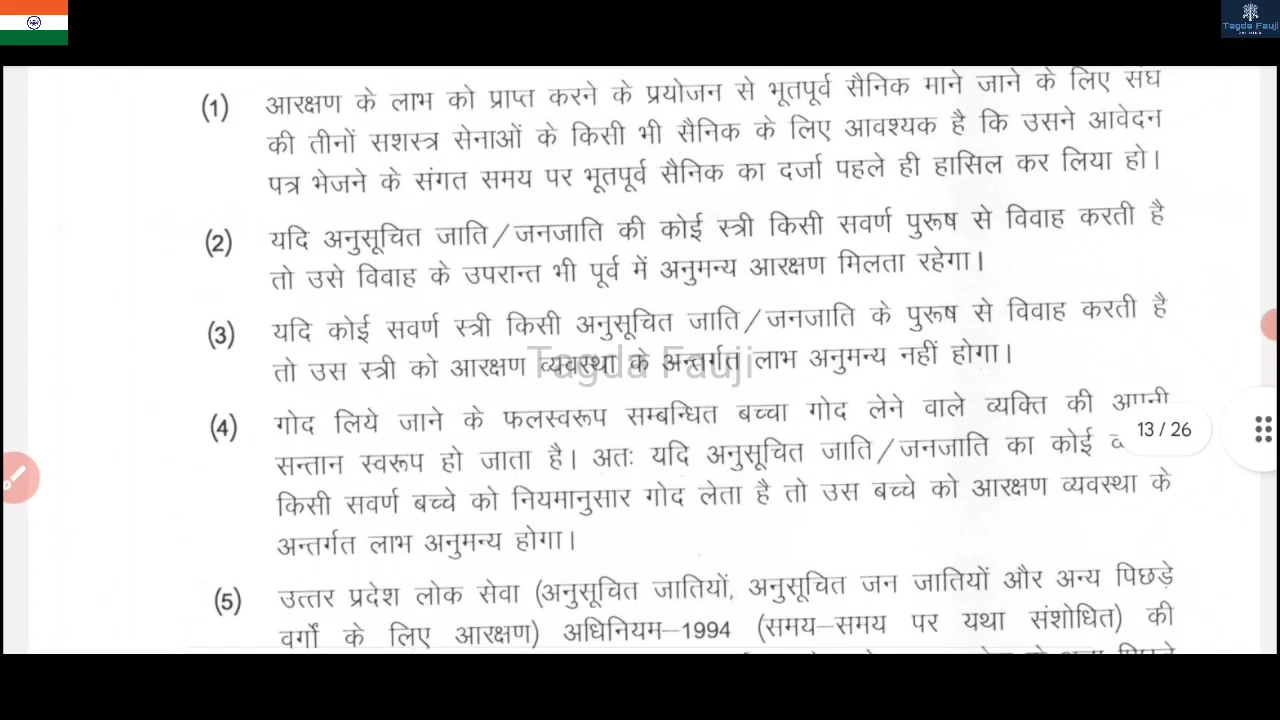 Tagda Fauji
(1) आरक्षण के लाभ को प्राप्त करने के प्रयोजन से भूतपूर्व सैनिक माने जाने के लिए संघ
की तीनों सशस्त्र सेनाओं के किसी भी सैनिक के लिए आवश्यक है कि उसने आवेदन
पत्र भेजने के संगत समय पर भूतपूर्व सैनिक का दर्जा पहले ही हासिल कर लिया हो।
(2) यदि अनुसूचित जाति/जनजाति की कोई स्त्री किसी सवर्ण पुरूष से विवाह करती है
तो उसे विवाह के उपरान्त भी पूर्व में अनुमन्य आरक्षण मिलता रहेगा।
(3) यदि कोई सवर्ण स्त्री किसी अनुसूचित जाति/जनजाति के पुरूष से विवाह करती है
तो उस स्त्री को आरक्षण व्यवस्था के अन्तर्गत लाभ अनुमन्य नहीं होगा।
Tagda Fauji
(4) गोद लिये जाने के फलस्वरूप सम्बन्धित बच्चा गोद लेने वाले व्यक्ति की अपनी
13 / 26
सन्तान स्वरूप हो जाता है। अतः यदि अनुसूचित जाति/जनजाति का कोई
किसी सवर्ण बच्चे को नियमानुसार गोद लेता है तो उस बच्चे को आरक्षण व्यवस्था के
अन्तर्गत लाभ अनुमन्य होगा।
(5) उत्तर प्रदेश लोक सेवा (अनुसूचित जातियों, अनुसूचित जन जातियों और अन्य पिछड़े
वर्गों के लिए आरक्षण) अधिनियम–1994 (समय–समय पर यथा संशोधित) की